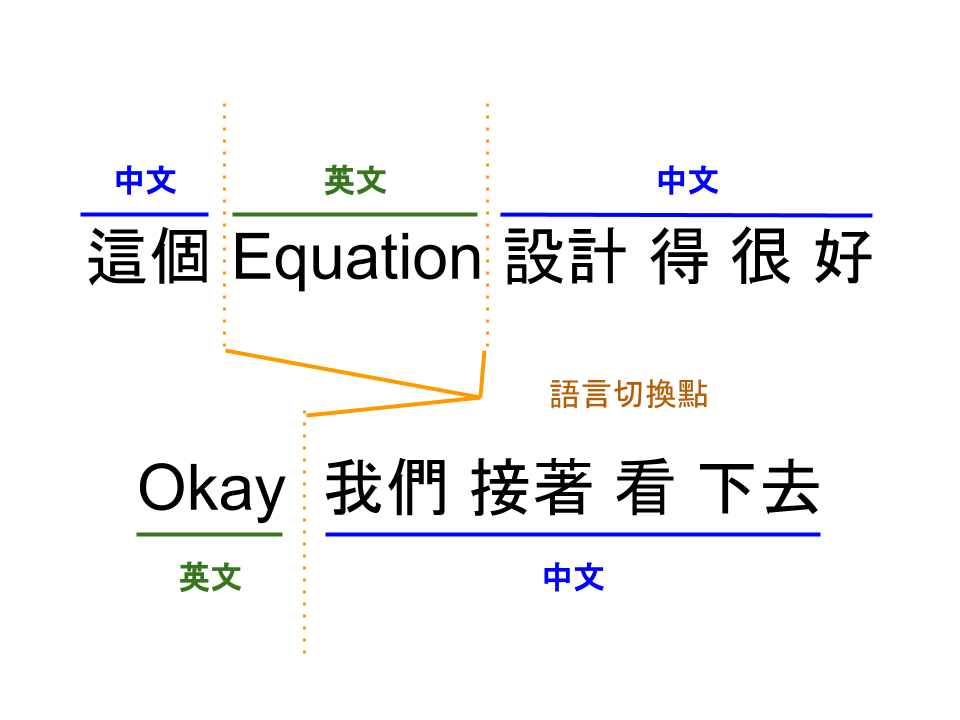 中文 英文 中文
這個 Equation 設計 得 很 好
語言切換點
Okay 我們 接著 看 下去
英文 中文